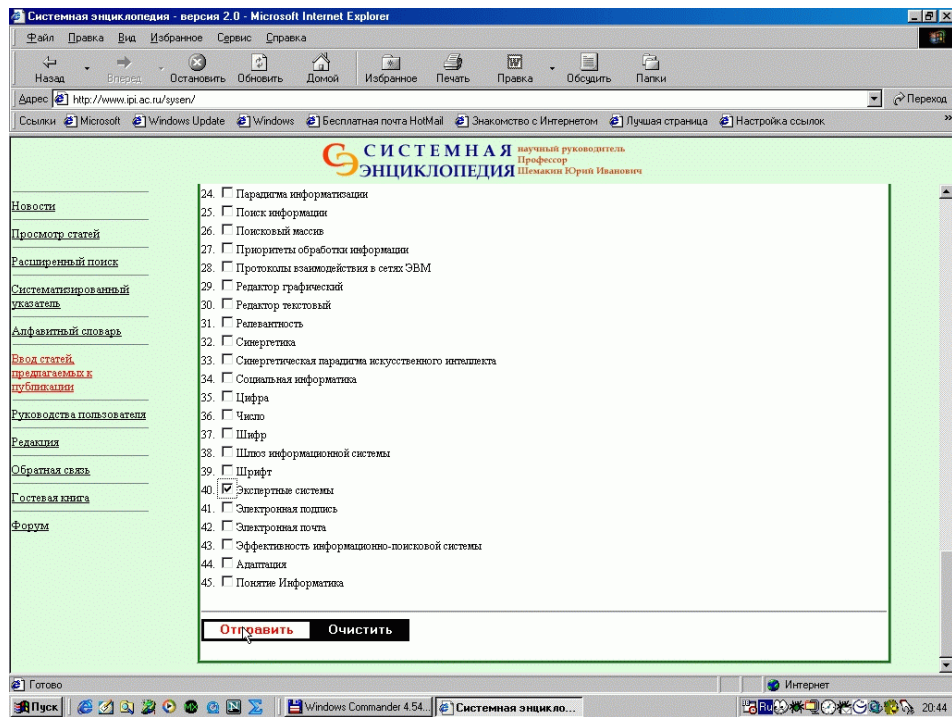 Системная энциклопедия - версия 2.0 - Microsoft Internet Explorer
Файл Правка Вид Избранное Сервис Справка
Назад Вперед Остановить Обновить Домой Избранное Печать Правка Обсудить Папки
Адрес http://www.ipi.ac.ru/sysen/ Переход
Ссылки Microsoft Windows Update Windows Бесплатная почта HotMail Знакомство с Интернетом Лучшая страница Настройка ссылок »
СИСТЕМНАЯ
ЭНЦИКЛОПЕДИЯ
научный руководитель
Профессор
Шемакин Юрий Иванович
Новости
Просмотр статей
Расширенный поиск
Систематизированный
указатель
Алфавитный словарь
Ввод статей,
предлагаемых к
публикации
Руководства пользователя
Редакция
Обратная связь
Гостевая книга
Форум
24. Парадигма информатизации
25. Поиск информации
26. Поисковый массив
27. Приоритеты обработки информации
28. Протоколы взаимодействия в сетях ЭВМ
29. Редактор графический
30. Редактор текстовый
31. Релевантность
32. Синергетика
33. Синергетическая парадигма искусственного интеллекта
34. Социальная информатика
35. Цифра
36. Число
37. Шифр
38. Шлюз информационной системы
39. Шрифт
40. Экспертные системы
41. Электронная подпись
42. Электронная почта
43. Эффективность информационно-поисковой системы
44. Адаптация
45. Понятие Информатика
Отправить Очистить
Готово Интернет
Пуск Windows Commander 4.54... Системная энцикло... Ru 20:44